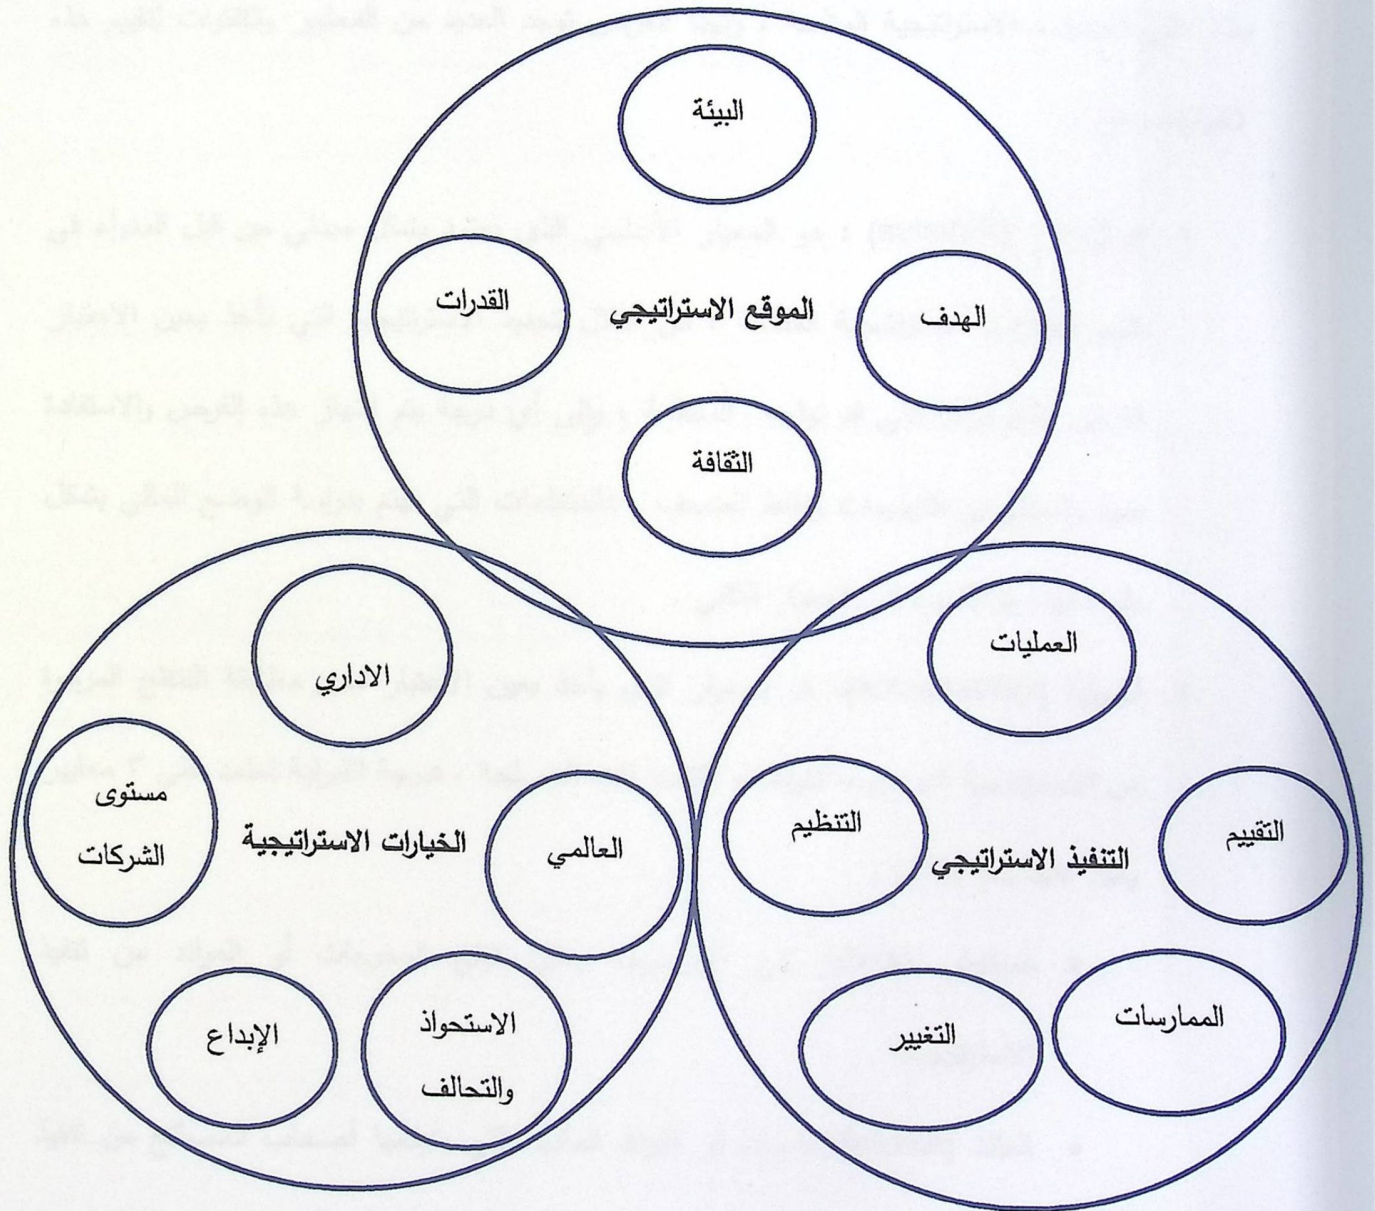 البيئة
القدرات
الموقع الاستراتيجي
الهدف
الثقافة
الاداري
مستوى
الشركات
الخيارات الاستراتيجية
العالمي
الإبداع
الاستحواذ
والتحالف
العمليات
التنظيم
التنفيذ الاستراتيجي
التقييم
التغيير
الممارسات